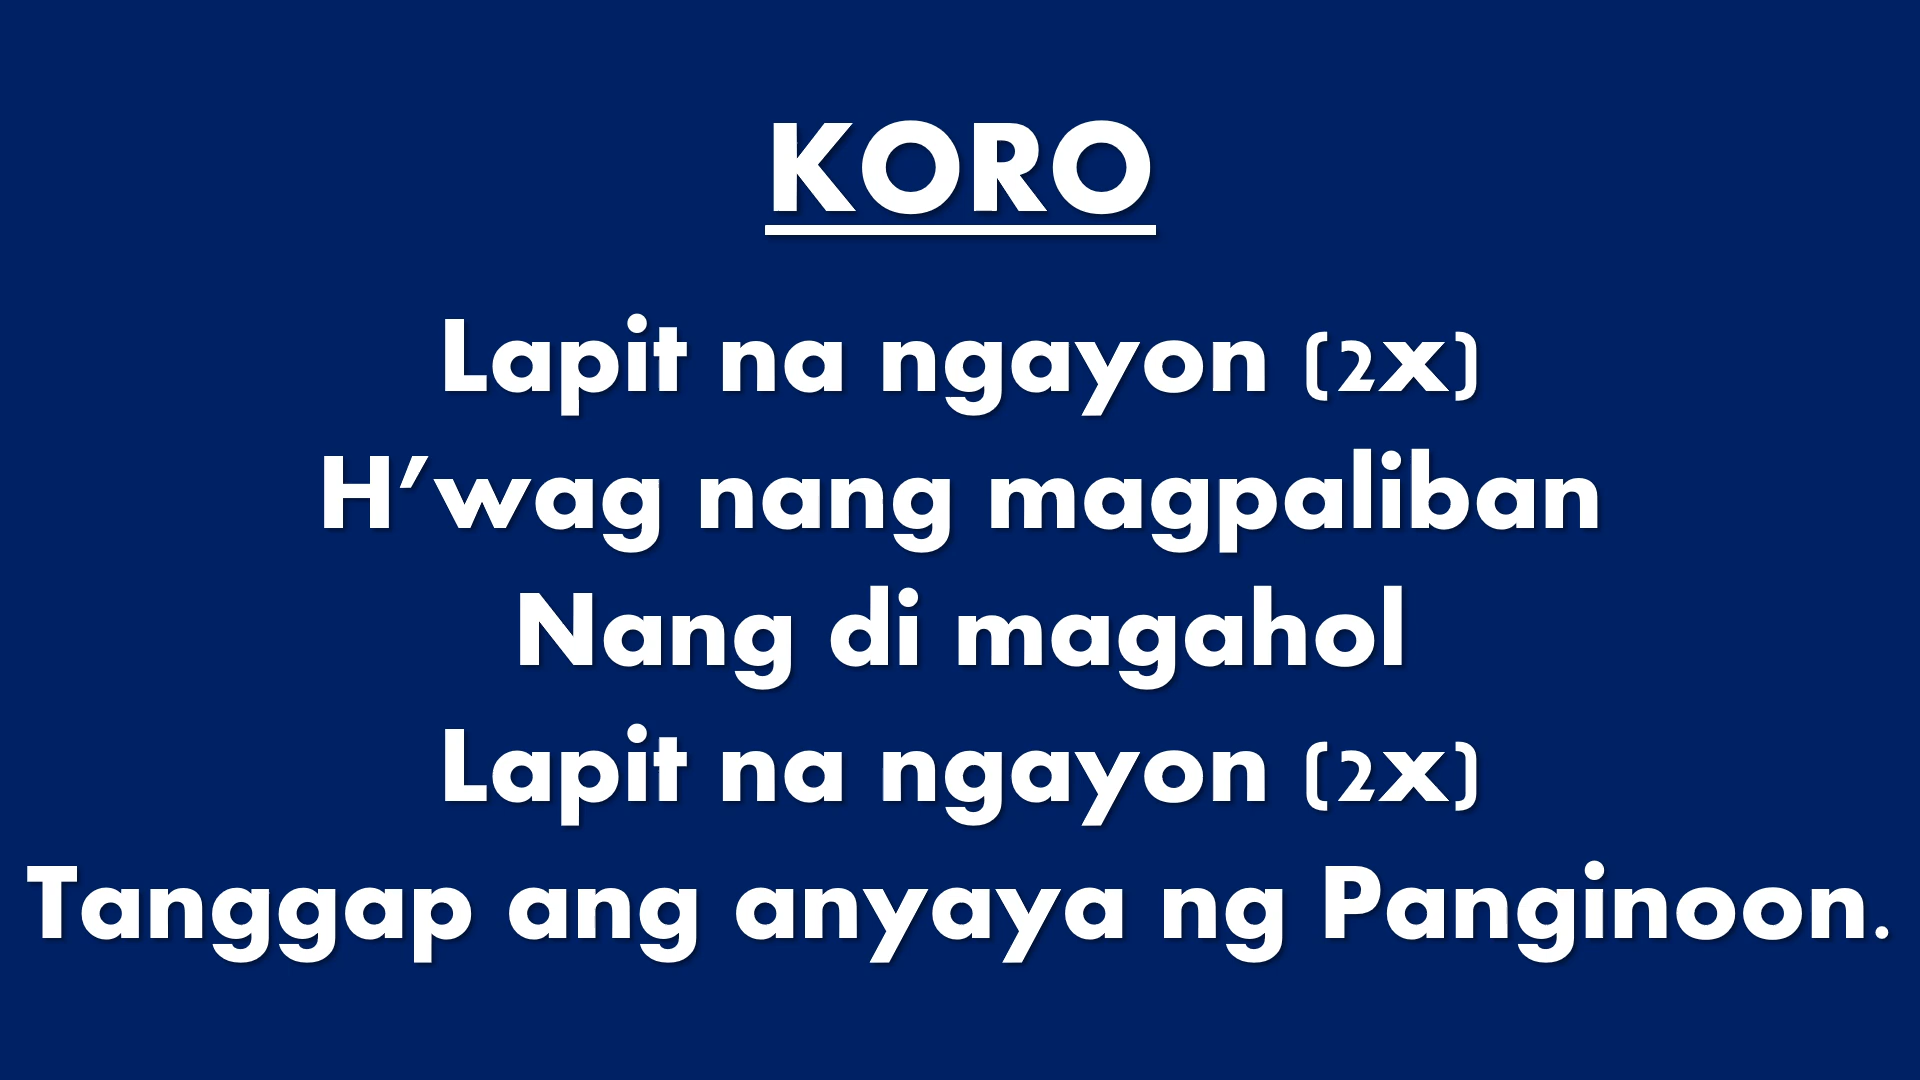 KORO
Lapit na ngayon (2x)
H’wag nang magpaliban
Nang di magahol
Lapit na ngayon (2x)
Tanggap ang anyaya ng Panginoon.